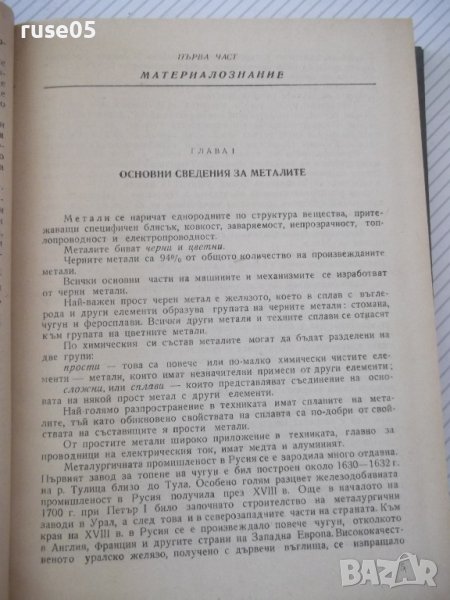 ruse05
ПЪРВА ЧАСТ
МАТЕРИАЛОЗНАНИЕ
ГЛАВА I
ОСНОВНИ СВЕДЕНИЯ ЗА МЕТАЛИТЕ
Метали се наричат еднородните по структура вещества, прите-
жаващи специфичен блясък, ковкост, заваряемост, непрозрачност, топ-
лопроводност и електропроводност.
Металите биват черни и цветни.
Черните метали са 94% от общото количество на произвежданите
метали.
Всички основни части на машините и механизмите се изработват
от черни метали.
Най-важен прост черен метал е желязото, което в сплав с въгле-
рода и други елементи образува групата на черните метали: стомана,
чугун и феросплави. Всички други метали и техните сплави се отнасят
към групата на цветните метали.
По химическия си състав металите могат да бъдат разделени на
две групи:
прости — това са повече или по-малко химически чистите еле-
менти — метали, които имат незначителни примеси от други елементи;
сложни, или сплави — които представляват съединение на осно-
вата на някой прост метал с други елементи.
Най-голямо разпространение в техниката имат сплавите на мета-
лите, тъй като обикновено свойствата на сплавта са по-добри от свой-
ствата на съставящите я прости метали.
От простите метали широко приложение в техниката, главно за
проводници на електрическия ток, имат медта и алуминият.
Металургичната промишленост в Русия се е зародила много отдавна.
Първият завод за топене на чугун е бил построен около 1630—1632 г.
на р. Тулица близо до Тула. Особено голям разцвет железодобивната
промишленост в Русия получила през XVIII в. Още в началото на
1700 г. при Петър I било започнато строителство на металургични
заводи в Урал, а след това и в северозападните части на страната. Към
края на XVIII в. в Русия се е произвеждало повече чугун, отколкото
в Англия, Франция и другите страни на Западна Европа. Висококачест-
веното уралско желязо, получено с дървени въглища, се изпращало
BAZAR
bg